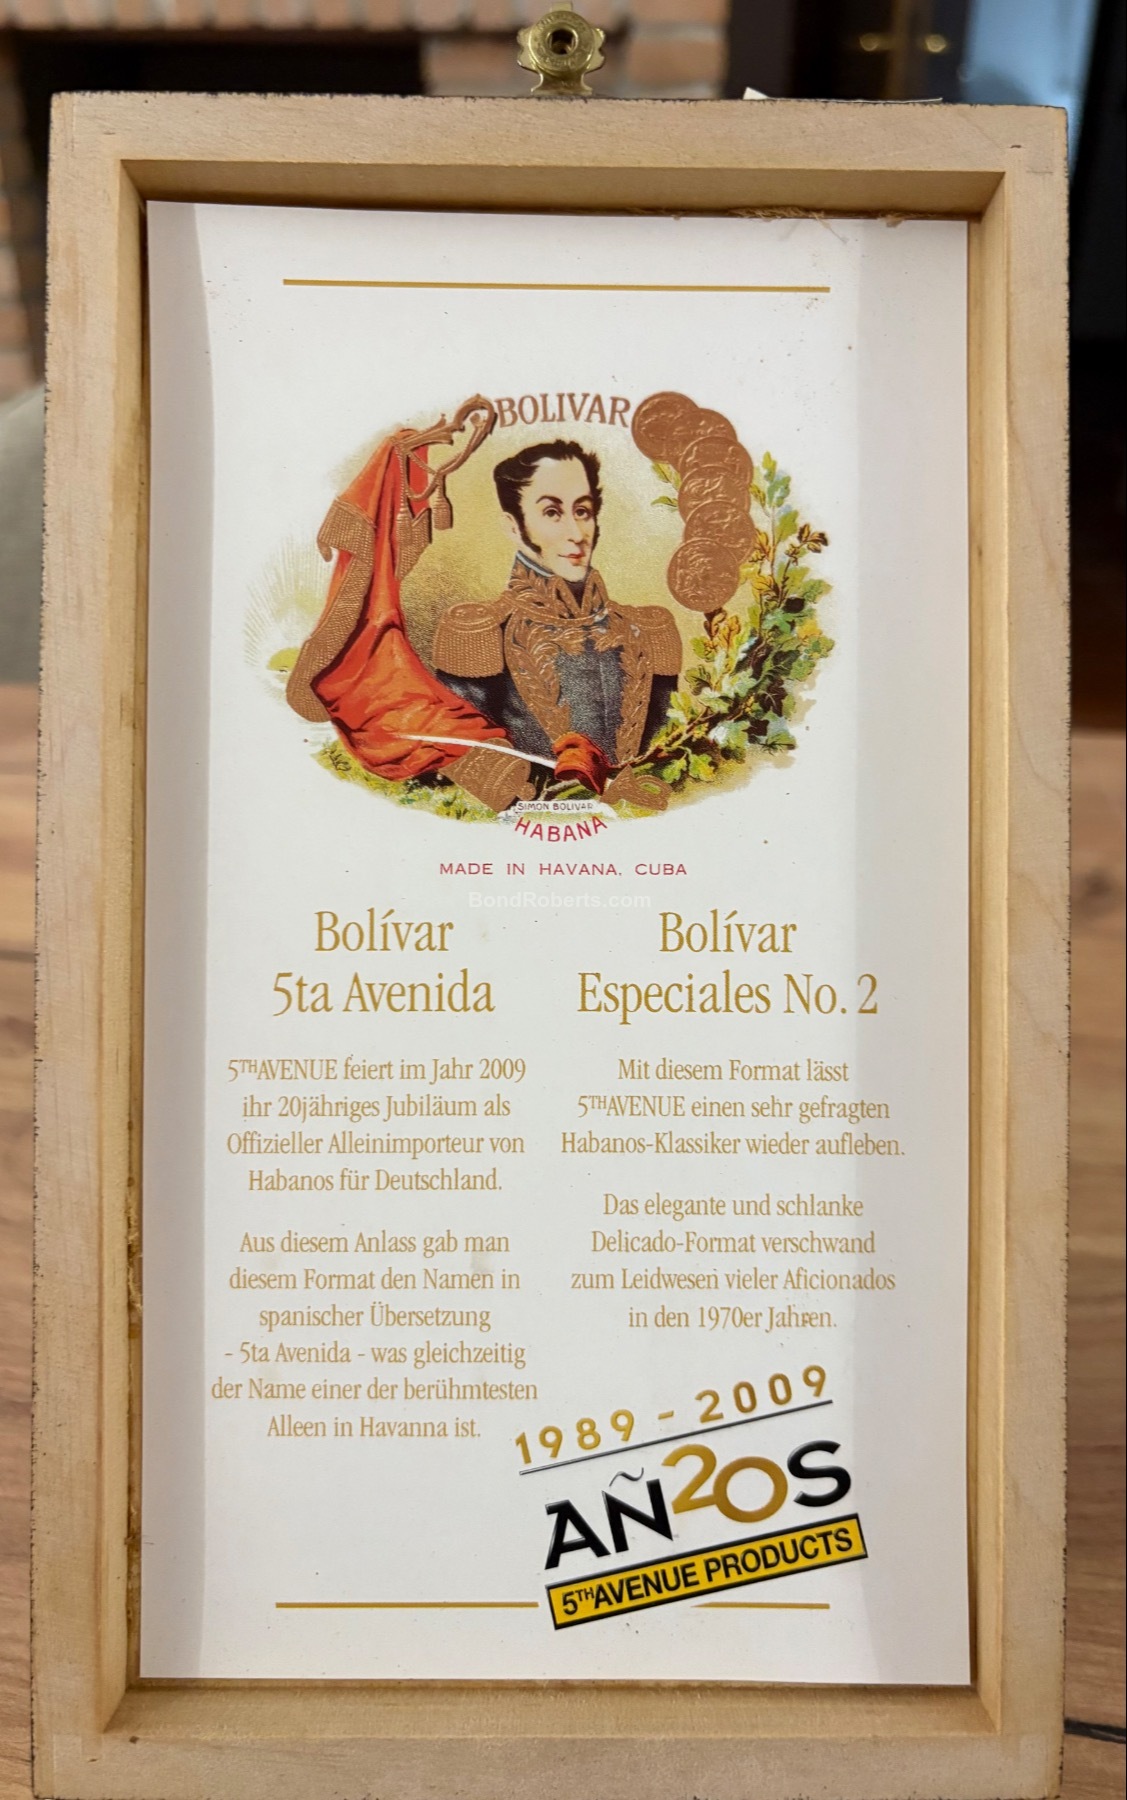 BOLIVAR
SIMON BOLIVAR
HABANA
MADE IN HAVANA, CUBA
BondRoberts.com
Bolívar
5ta Avenida
5THAVENUE feiert im Jahr 2009
ihr 20jähriges Jubiläum als
Offizieller Alleinimporteur von
Habanos für Deutschland.
Aus diesem Anlass gab man
diesem Format den Namen in
spanischer Übersetzung
- 5ta Avenida - was gleichzeitig
der Name einer der berühmtesten
Alleen in Havanna ist.
Bolívar
Especiales No. 2
Mit diesem Format lässt
5THAVENUE einen sehr gefragten
Habanos-Klassiker wieder aufleben.
Das elegante und schlanke
Delicado-Format verschwand
zum Leidwesen vieler Aficionados
in den 1970er Jahren.
1989 - 2009
AÑ20S
5THAVENUE PRODUCTS